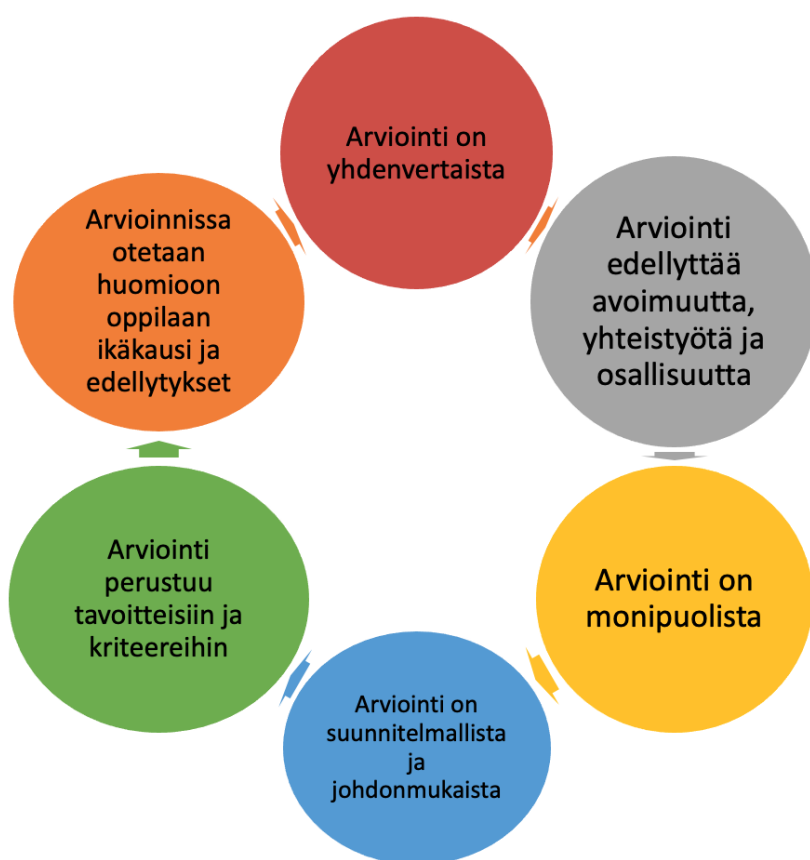 Arviointi on
yhdenvertaista
Arviointi
edellyttää
avoimuutta,
yhteistyötä ja
osallisuutta
Arviointi on
monipuolista
Arviointi on
suunnitelmallista
ja
johdonmukaista
Arviointi
perustuu
tavoitteisiin ja
kriteereihin
Arvioinnissa
otetaan
huomioon
oppilaan
ikäkausi ja
edellytykset